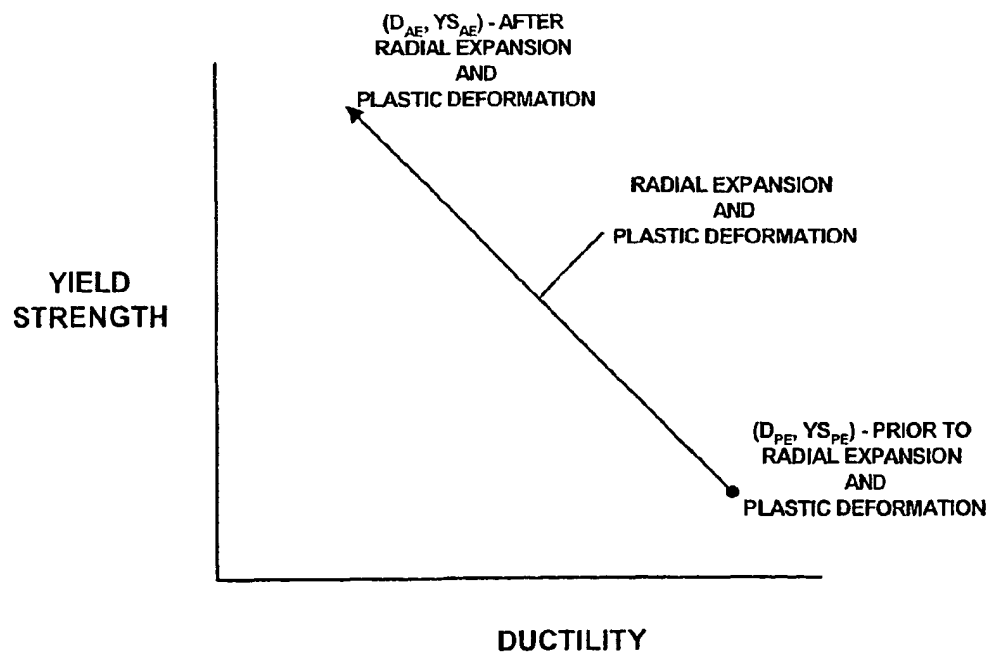 (D_AE, YS_AE) - AFTER
RADIAL EXPANSION
AND
PLASTIC DEFORMATION
RADIAL EXPANSION
AND
PLASTIC DEFORMATION
YIELD
STRENGTH
(D_PE, YS_PE) - PRIOR TO
RADIAL EXPANSION
AND
PLASTIC DEFORMATION
DUCTILITY